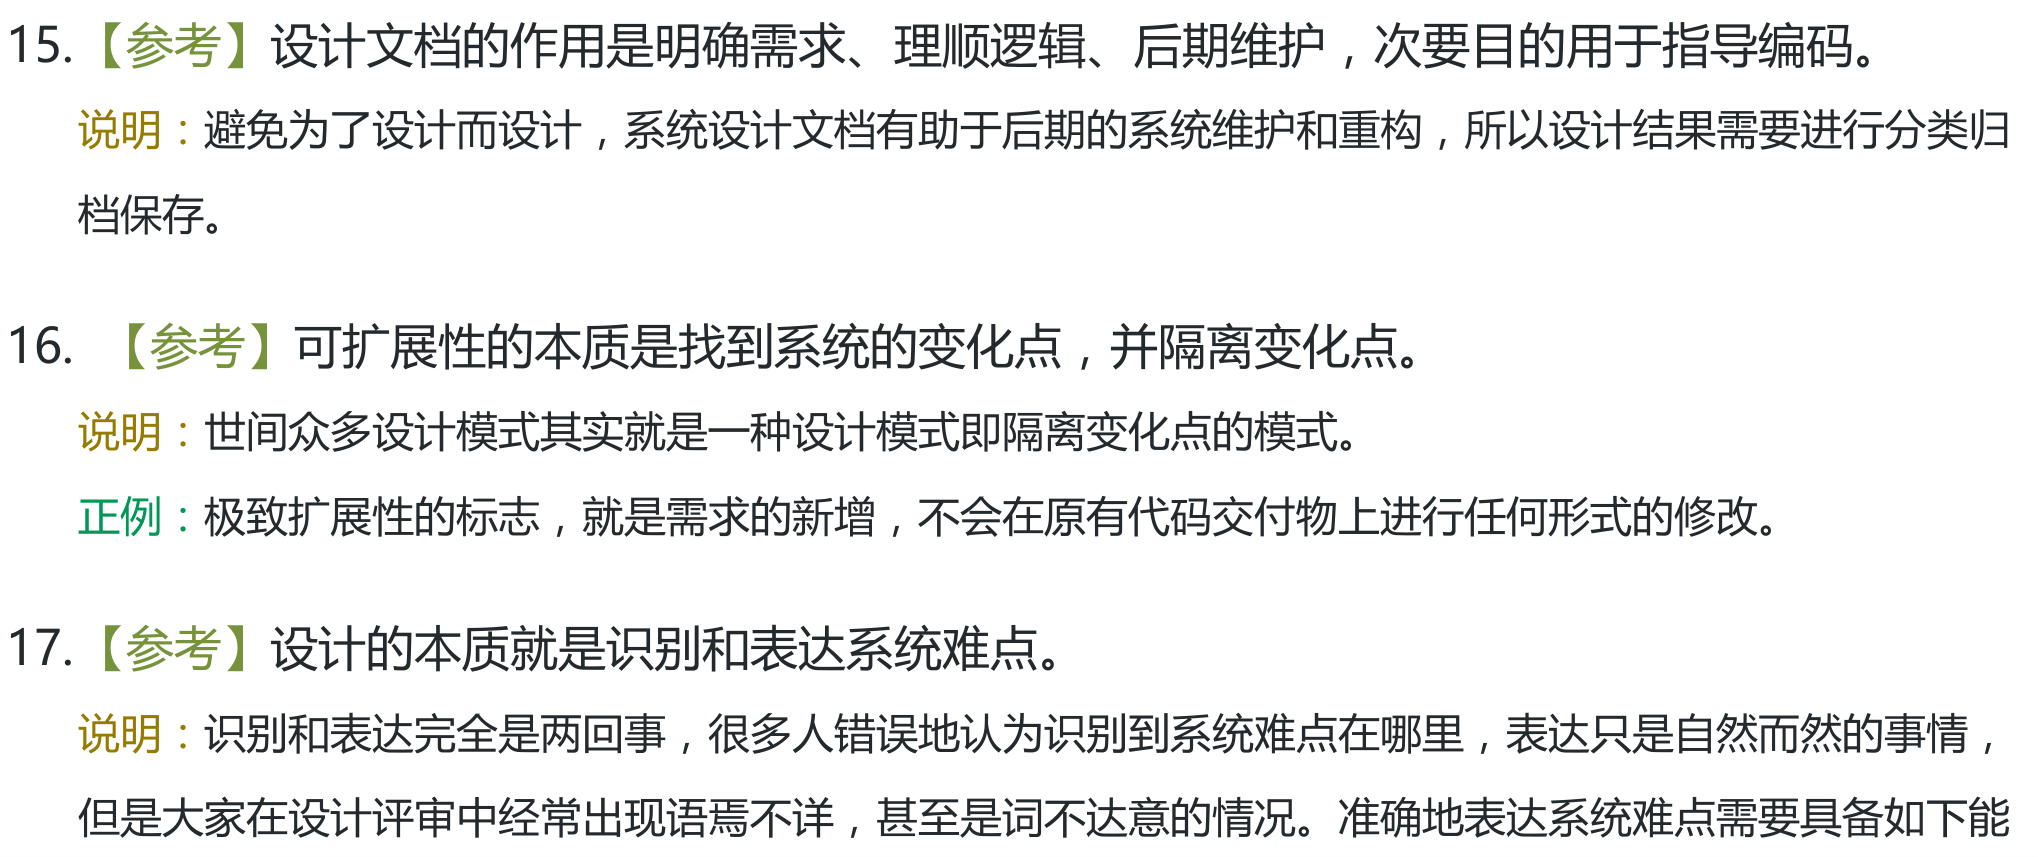 15.【参考】设计文档的作用是明确需求、理顺逻辑、后期维护，次要目的用于指导编码。
说明：避免为了设计而设计，系统设计文档有助于后期的系统维护和重构，所以设计结果需要进行分类归
档保存。
16. 【参考】可扩展性的本质是找到系统的变化点，并隔离变化点。
说明：世间众多设计模式其实就是一种设计模式即隔离变化点的模式。
正例：极致扩展性的标志，就是需求的新增，不会在原有代码交付物上进行任何形式的修改。
17.【参考】设计的本质就是识别和表达系统难点。
说明：识别和表达完全是两回事，很多人错误地认为识别到系统难点在哪里，表达只是自然而然的事情，
但是大家在设计评审中经常出现语焉不详，甚至是词不达意的情况。准确地表达系统难点需要具备如下能